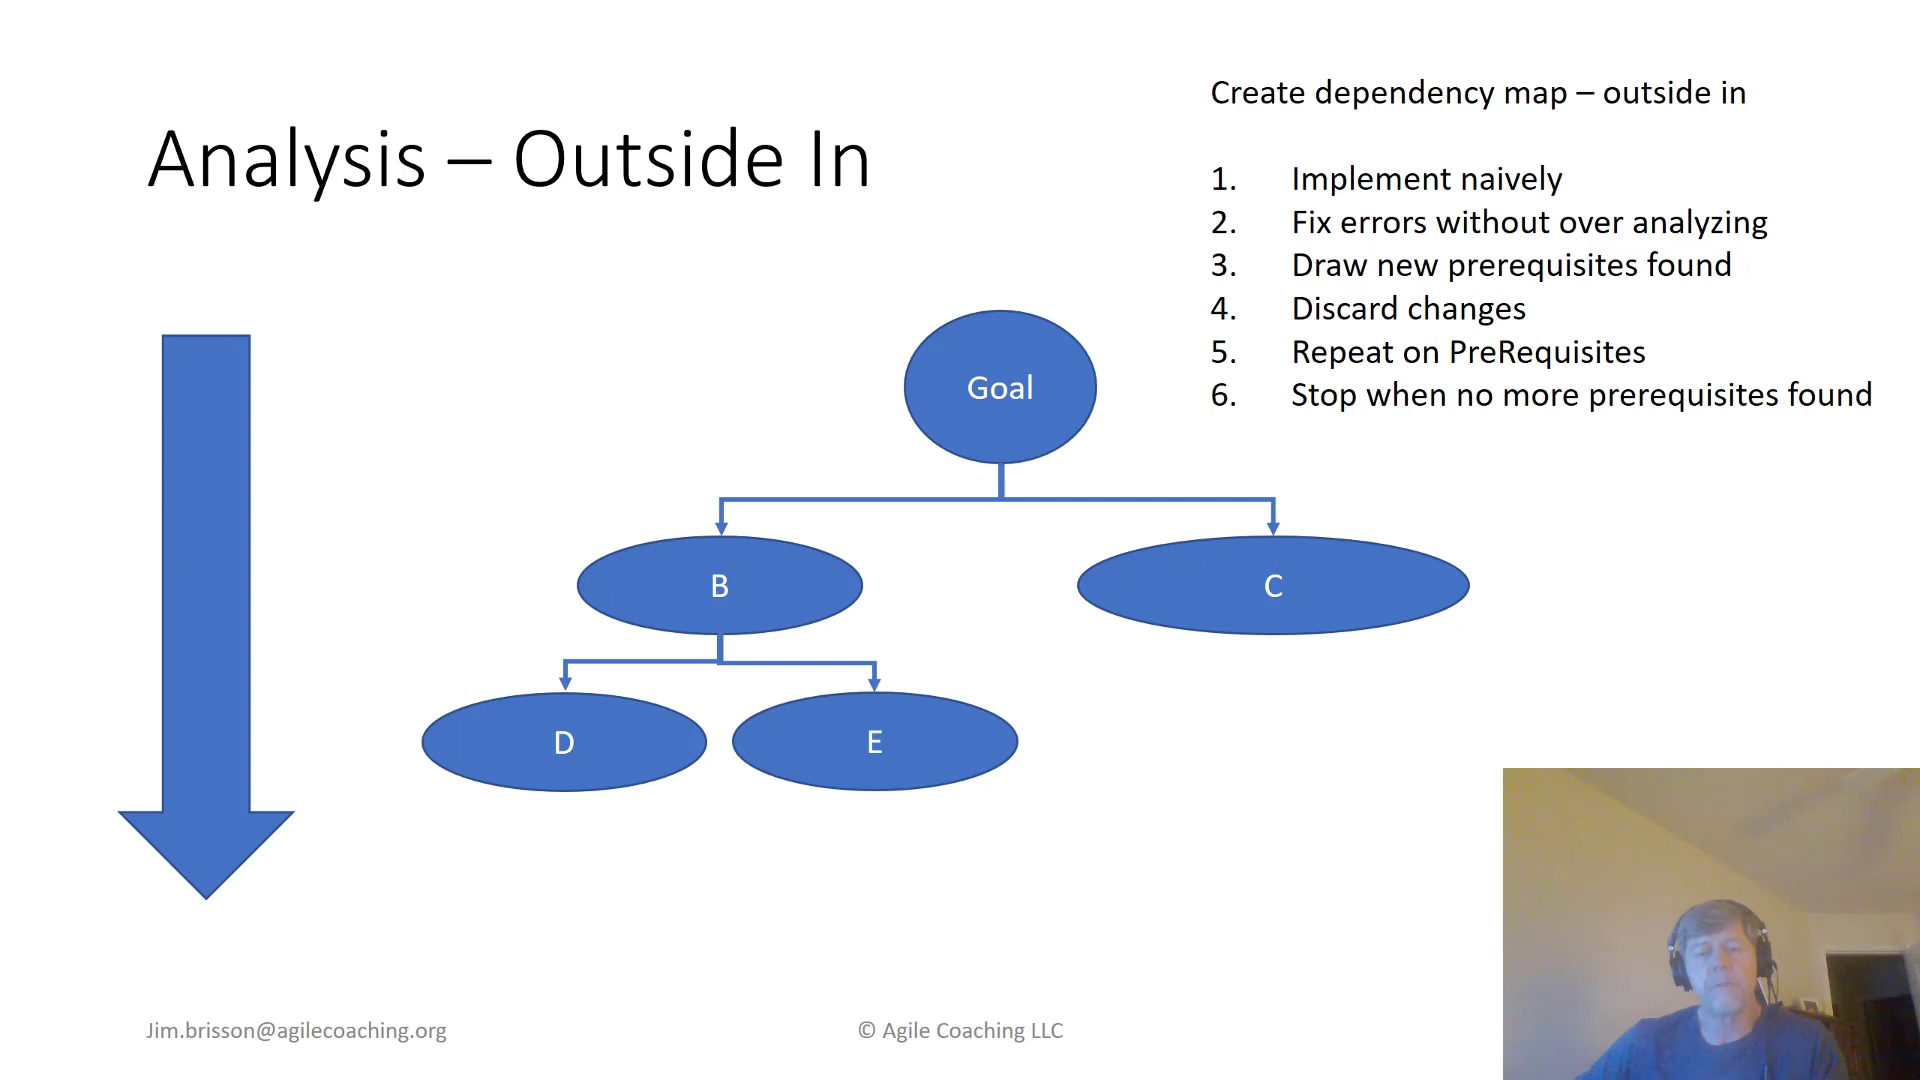 Analysis – Outside In
Create dependency map – outside in
1. Implement naively
2. Fix errors without over analyzing
3. Draw new prerequisites found
4. Discard changes
5. Repeat on PreRequisites
6. Stop when no more prerequisites found
Goal
B
C
D
E
Jim.brisson@agilecoaching.org
© Agile Coaching LLC